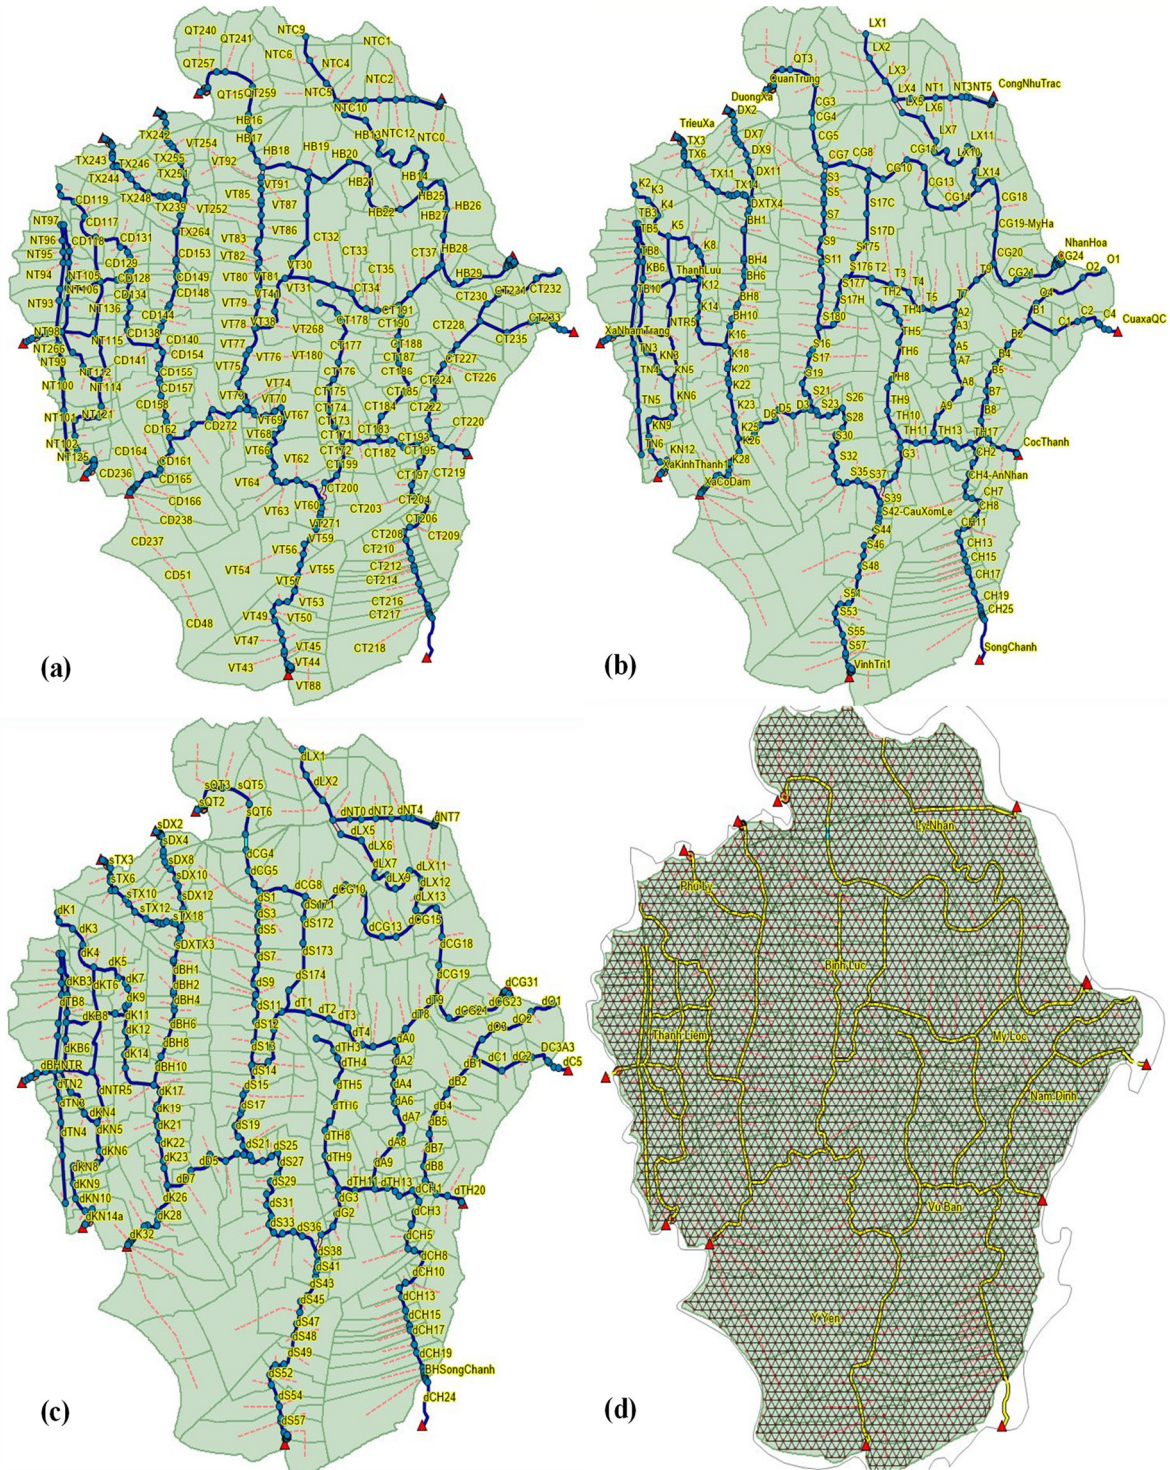 QT240
QT241
NTC9
NTC1
NTC6
QT257
NTC4
NTC2
QT15
QT259
NTC5
NTC10
HB16
TX242
HB17
VT254
HB13
NTC12
NTC0
TX243
TX246
TX255
HB18
HB19
HB20
TX244
TX251
VT92
HB14
TX248
VT85
VT91
HB21
HB25
CD119
TX239
VT252
VT87
HB22
HB26
HB27
NT97
CD117
TX264
VT86
CT32
NT96
CD118
CD131
VT83
CT33
CT37
HB28
NT95
CD153
VT82
CD129
VT30
CT35
HB29
NT94
NT105
CD128
CD149
VT80
VT81
VT31
CT34
CT230
CT231
CT232
NT106
CD134
CD148
VT41
NT93
NT136
VT79
CT191
CD144
VT78
VT38
VT268
CT178
CT190
CT228
CT233
NT98
CD138
CD140
CT235
NT115
VT77
CT177
CT188
NT266
CD154
VT76
VT180
CT187
CT227
NT99
CD141
VT75
NT112
CD155
CT176
CT186
CT226
NT100
NT114
CD157
VT74
CT224
VT79
VT70
CT175
CT185
NT121
CD158
CT174
CT184
CT222
NT101
VT69
VT67
CD272
CT173
CT220
NT102
CD162
VT68
CT171
CT183
CT193
NT125
CD164
VT66
CT172
CT182
CT195
CD236
CD161
VT62
CT199
CT219
CD165
VT64
CT200
CT197
CD166
VT60
CT203
CT204
VT63
CD238
VT271
CT206
CT208
CT209
CD237
VT59
VT56
CT210
CD51
VT54
VT55
CT212
VT57
CT214
VT53
CT216
CD48
VT49
VT50
CT217
VT47
VT45
CT218
VT43
VT44
VT88
(a)
LX1
QT3
LX2
QuanTrung
LX3
CongNhuTrac
LX4
NT1
NT3NT5
DuongXa
CG3
LX5
LX6
DX2
CG4
TrieuXa
TX3
DX7
CG5
LX7
LX11
TX6
DX9
CG7
CG8
LX10
TX11
DX11
S3
CG10
LX14
K2
TX14
S5
CG13
K3
DXTX4
CG14
CG18
K4
S7
S17C
TB3
BH1
CG19-MyHa
TB5
K5
S17D
K8
S9
S175
CG20
NhanHoa
TB8
BH4
CG24
KB6
ThanhLuu
S11
S176
T2
T3
T9
CG21
O1
BH6
O2
TB10
K12
S177
T4
BH8
S17H
TH2
T5
T7
K14
BH10
TH4
A2
B1
C2
C4
NTR5
S180
A3
XaNhamTrang
K16
TH5
B2
CuaxaQC
TN3
KN3
K18
S16
TH6
A5
B4
TN4
KN5
K20
S17
A7
B5
K22
S19
TH8
A8
B7
TN5
KN6
K23
S21
S26
TH9
A9
B8
D6
D5
D3
S23
S28
TH10
KN9
K25
TH11
TH13
TH17
TN6
K26
S30
CocThanh
KN12
K28
S32
G3
CH2
XaKinhThanh1
S35
S37
CH4-AnNhan
XaCoDam
S39
CH7
S42-CauXomLe
CH8
S44
CH11
S46
CH13
S48
CH15
CH17
S51
CH19
S53
CH25
S55
S57
SongChanh
VinhTri1
(b)
dLX1
sQT3
sQT5
dLX2
sQT2
sQT6
dNT0
dNT2
dNT4
dNT7
sDX2
dLX5
sDX4
dCG4
dLX6
sTX3
sDX8
dCG5
dLX7
dLX11
sTX6
sDX10
dCG8
dCG10
dLX9
dLX12
sTX10
sDX12
dS1
dS171
dLX13
dK1
sTX12
sTX18
dS3
dS172
dCG15
dK3
dS5
dCG13
sDXTX3
dS173
dCG18
dK4
dK5
dS7
dBH1
dS174
dCG19
dKB3
dK7
dBH2
dS9
dCG31
dKT6
dK9
dTB8
dBH4
dS11
dT1
dT9
dCG23
dO1
dKB8
dK11
dT2
dT3
dT8
dCG21
dO2
dBH6
dS12
dO3
dK12
dT4
dKB6
dBH8
dS13
dTH3
dA0
dC1
DC3A3
dK14
dTH4
dA2
dB1
dC2
dBHNTR
dBH10
dS14
dC5
dTN2
dNTR5
dS15
dTH5
dA4
dB2
dK17
dTN3
dKN4
dK19
dS17
dTH6
dA6
dB4
dTN4
dKN5
dK21
dS19
dA7
dB5
dKN6
dK22
dS21
dS25
dTH8
dA8
dB7
dKN8
dK23
dD5
dS27
dTH9
dA9
dB8
dKN9
dD7
dS29
dTH11
dTH13
dCH1
dTH20
dKN10
dK26
dS31
dG3
dKN14a
dK28
dS33
dS36
dG2
dCH3
dK32
dS38
dCH5
dS41
dCH8
dS43
dCH10
dS45
dCH13
dS47
dCH15
dS48
dCH17
dS49
dCH19
dS52
BHSongChanh
dS54
dCH24
dS57
(c)
Ly Nhan
Phu Ly
Binh Luc
Thanh Liem
My Loc
Nam Dinh
Vu Ban
Y Yen
(d)